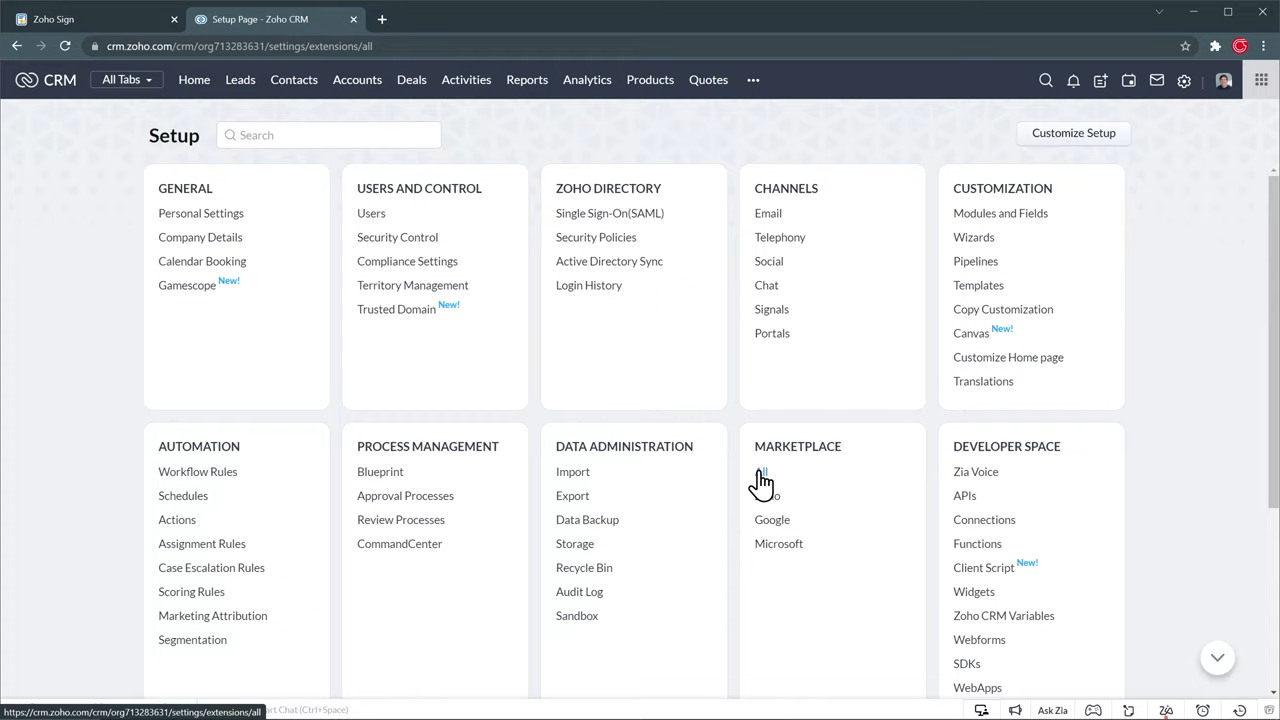 Zoho Sign
Setup Page - Zoho CRM
crm.zoho.com/crm/org713283631/settings/extensions/all
CRM
All Tabs
Home
Leads
Contacts
Accounts
Deals
Activities
Reports
Analytics
Products
Quotes
Setup
Search
Customize Setup
GENERAL
Personal Settings
Company Details
Calendar Booking
Gamescope New!
USERS AND CONTROL
Users
Security Control
Compliance Settings
Territory Management
Trusted Domain New!
ZOHO DIRECTORY
Single Sign-On(SAML)
Security Policies
Active Directory Sync
Login History
CHANNELS
Email
Telephony
Social
Chat
Signals
Portals
CUSTOMIZATION
Modules and Fields
Wizards
Pipelines
Templates
Copy Customization
Canvas New!
Customize Home page
Translations
AUTOMATION
Workflow Rules
Schedules
Actions
Assignment Rules
Case Escalation Rules
Scoring Rules
Marketing Attribution
Segmentation
PROCESS MANAGEMENT
Blueprint
Approval Processes
Review Processes
CommandCenter
DATA ADMINISTRATION
Import
Export
Data Backup
Storage
Recycle Bin
Audit Log
Sandbox
MARKETPLACE
Google
Microsoft
DEVELOPER SPACE
Zia Voice
APIs
Connections
Functions
Client Script New!
Widgets
Zoho CRM Variables
Webforms
SDKs
WebApps
https://crm.zoho.com/crm/org713283631/settings/extensions/all
Chat (Ctrl+Space)
Ask Zia